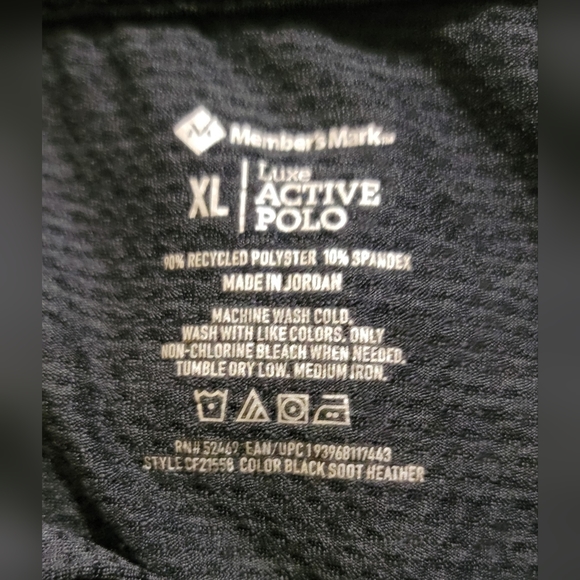 Member's Mark
XL
Luxe
ACTIVE
POLO
90% RECYCLED POLYSTER 10% SPANDEX
MADE IN JORDAN
MACHINE WASH COLD.
WASH WITH LIKE COLORS. ONLY
NON-CHLORINE BLEACH WHEN NEEDED.
TUMBLE DRY LOW. MEDIUM IRON.
RN# 52469 EAN/UPC 193968117443
STYLE CF21558 COLOR BLACK SOOT HEATHER